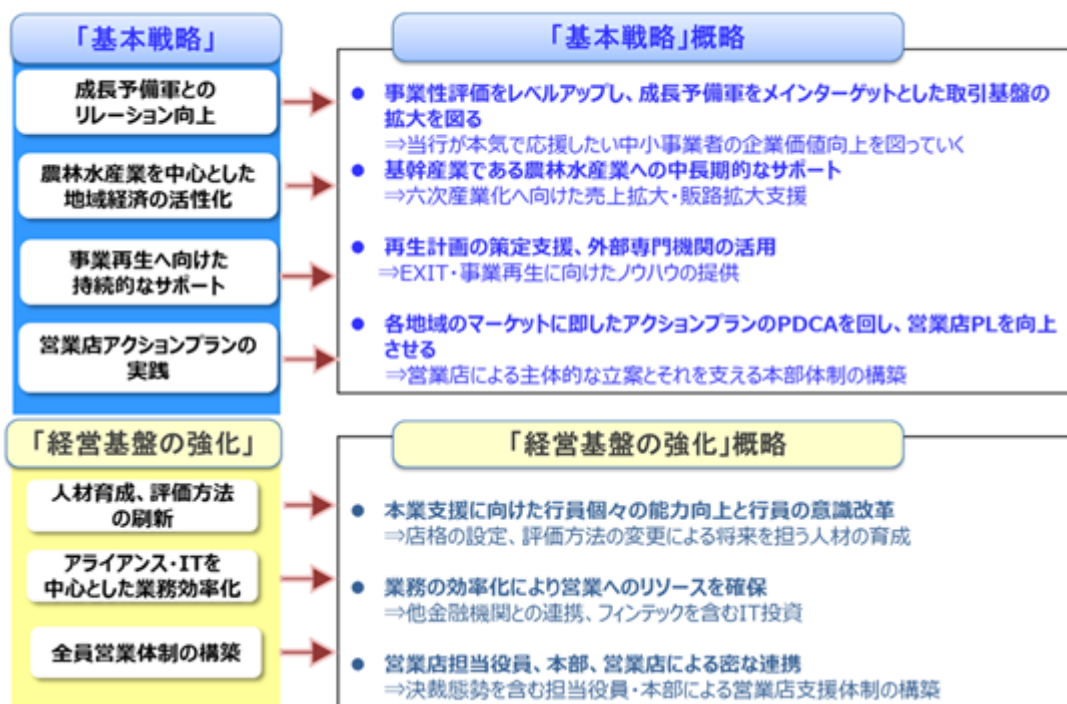 「基本戦略」
「基本戦略」概略
成長予備軍との
リレーション向上
● 事業性評価をレベルアップし、成長予備軍をメインターゲットとした取引基盤の
拡大を図る
⇒当行が本気で応援したい中小事業者の企業価値向上を図っていく
農林水産業を中心とした
地域経済の活性化
● 基幹産業である農林水産業への中長期的なサポート
⇒六次産業化へ向けた売上拡大・販路拡大支援
事業再生へ向けた
持続的なサポート
● 再生計画の策定支援、外部専門機関の活用
⇒EXIT・事業再生に向けたノウハウの提供
営業店アクションプランの
実践
● 各地域のマーケットに即したアクションプランのPDCAを回し、営業店PLを向上
させる
⇒営業店による主体的な立案とそれを支える本部体制の構築
「経営基盤の強化」
「経営基盤の強化」概略
人材育成、評価方法
の刷新
● 本業支援に向けた行員個々の能力向上と行員の意識改革
⇒店格の設定、評価方法の変更による将来を担う人材の育成
アライアンス・ITを
中心とした業務効率化
● 業務の効率化により営業へのリソースを確保
⇒他金融機関との連携、フィンテックを含むIT投資
全員営業体制の構築
● 営業店担当役員、本部、営業店による密な連携
⇒決裁態勢を含む担当役員・本部による営業店支援体制の構築